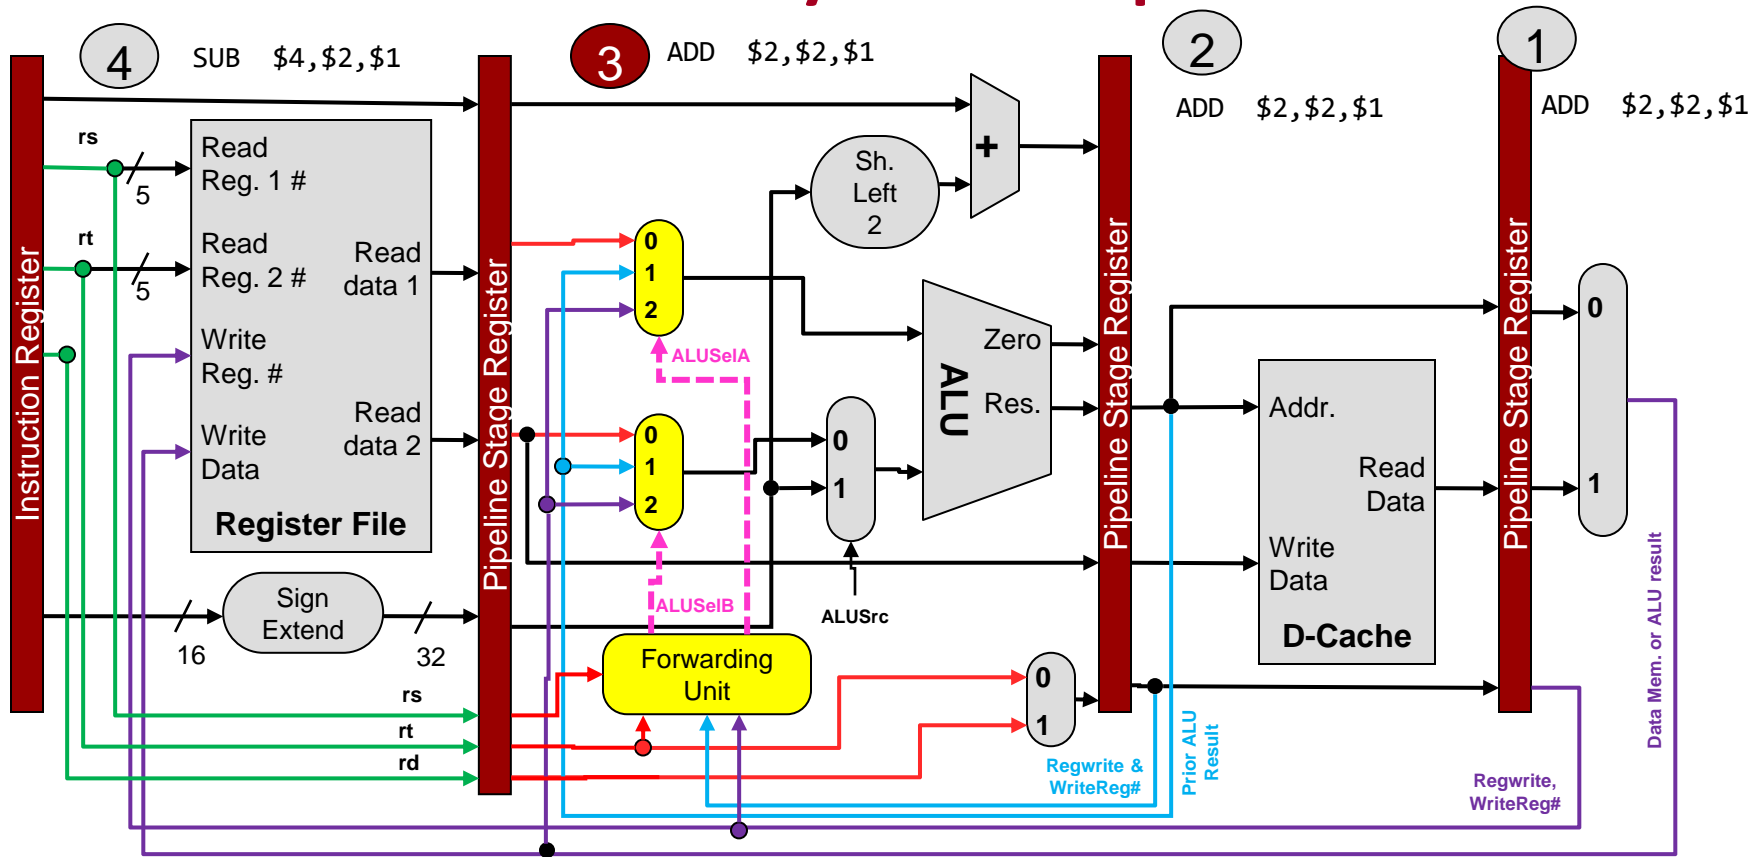 4
SUB $4,$2,$1
3
ADD $2,$2,$1
2
ADD $2,$2,$1
1
ADD $2,$2,$1
Instruction Register
rs
5
rt
5
Read
Reg. 1 #
Read
Reg. 2 #
Write
Reg. #
Write
Data
Read
data 1
Read
data 2
Register File
16
Sign
Extend
32
rs
rt
rd
Pipeline Stage Register
0
1
2
ALUSelA
0
1
2
ALUSelB
Forwarding
Unit
Sh.
Left
2
+
0
1
ALUSrc
ALU
Zero
Res.
0
1
Regwrite &
WriteReg#
Prior ALU
Result
Pipeline Stage Register
Addr.
Read
Data
Write
Data
D-Cache
Pipeline Stage Register
0
1
Regwrite,
WriteReg#
Data Mem. or ALU result